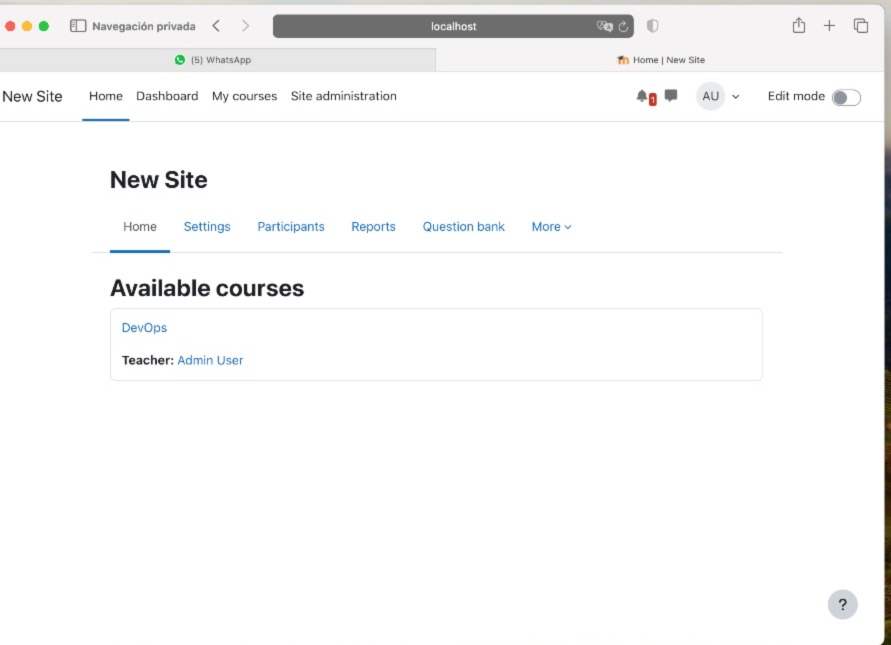 Navegación privada
localhost
(5) WhatsApp
Home | New Site
New Site Home Dashboard My courses Site administration 1 AU Edit mode
New Site
Home Settings Participants Reports Question bank More
Available courses
DevOps
Teacher: Admin User
?